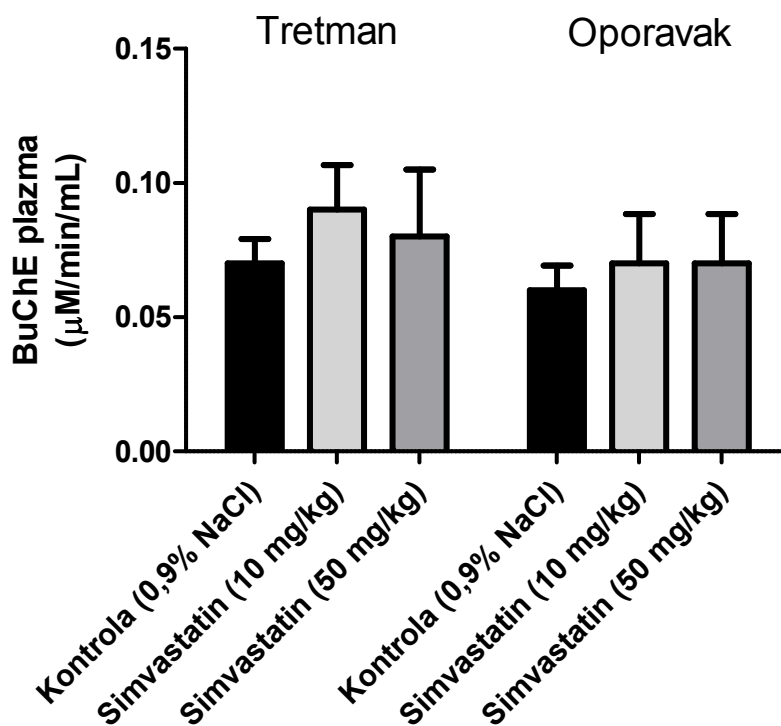 Tretman
Oporavak
BuChE plazma
(μM/min/mL)
0.15
0.10
0.05
0.00
Kontrola (0,9% NaCl)
Simvastatin (10 mg/kg)
Simvastatin (50 mg/kg)
Kontrola (0,9% NaCl)
Simvastatin (10 mg/kg)
Simvastatin (50 mg/kg)